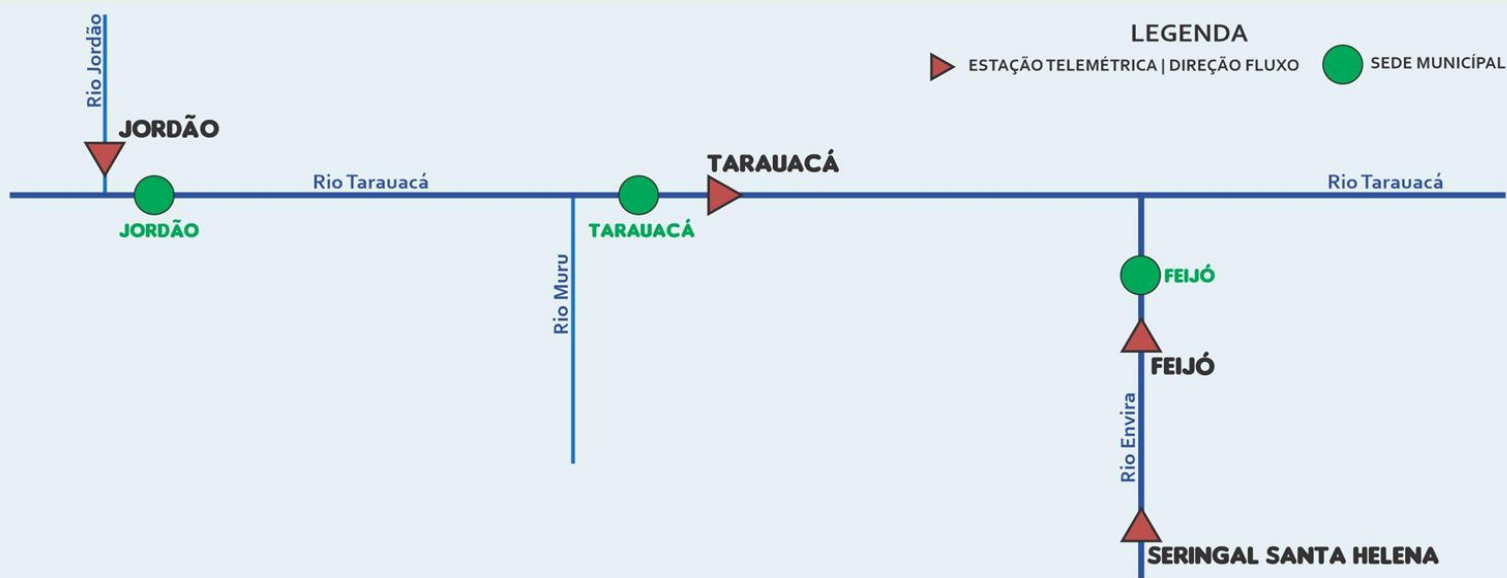 LEGENDA
ESTAÇÃO TELEMÉTRICA | DIREÇÃO FLUXO
SEDE MUNICÍPAL
Rio Jordão
JORDÃO
Rio Tarauacá
TARAUACÁ
Rio Tarauacá
JORDÃO
TARAUACÁ
Rio Muru
FEIJÓ
FEIJÓ
Rio Envira
SERINGAL SANTA HELENA